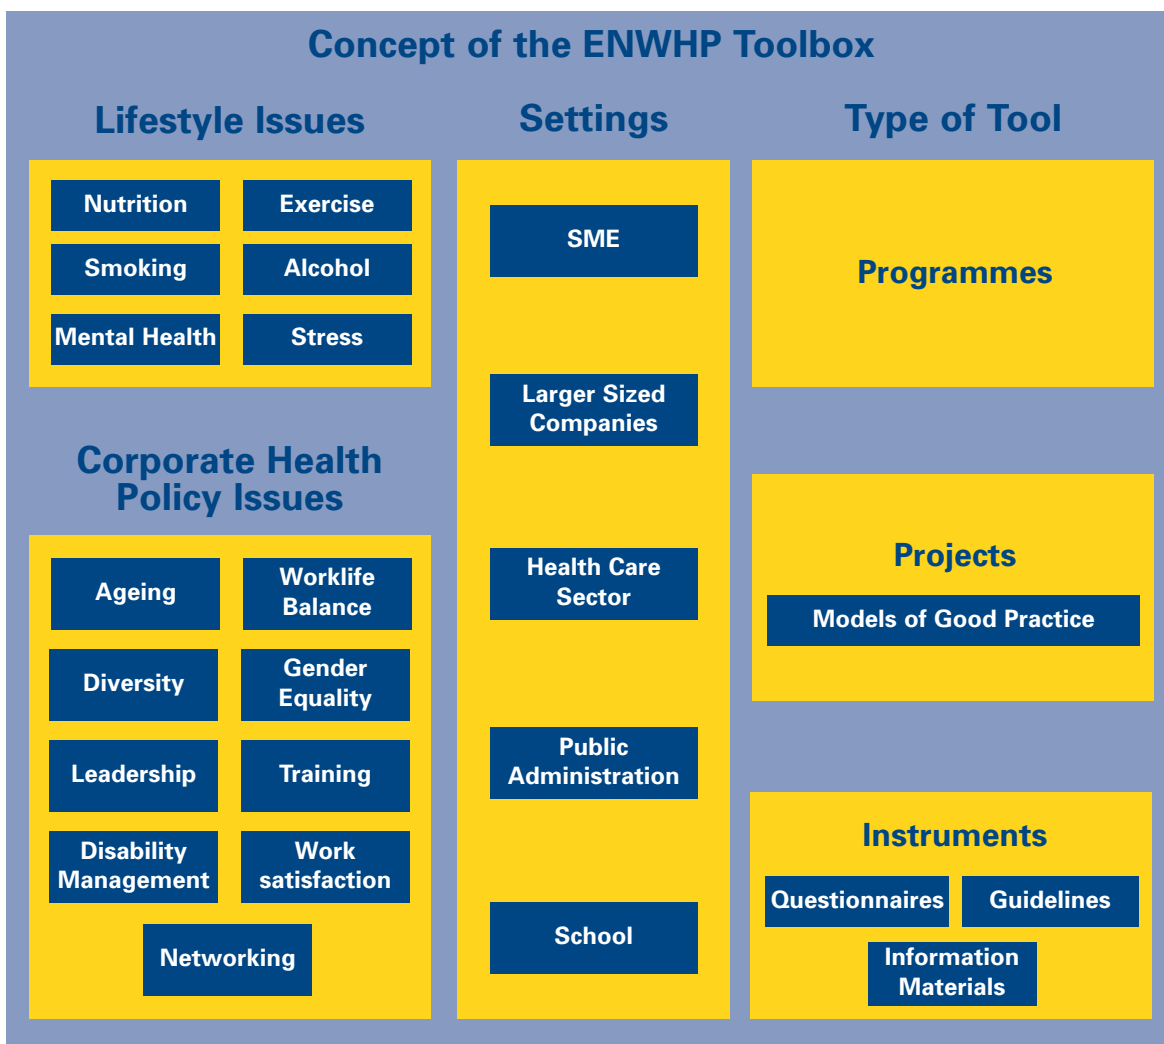 Concept of the ENWHP Toolbox
Lifestyle Issues
Nutrition
Exercise
Smoking
Alcohol
Mental Health
Stress
Corporate Health
Policy Issues
Ageing
Worklife
Balance
Diversity
Gender
Equality
Leadership
Training
Disability
Management
Work
satisfaction
Networking
Settings
SME
Larger Sized
Companies
Health Care
Sector
Public
Administration
School
Type of Tool
Programmes
Projects
Models of Good Practice
Instruments
Questionnaires
Guidelines
Information
Materials